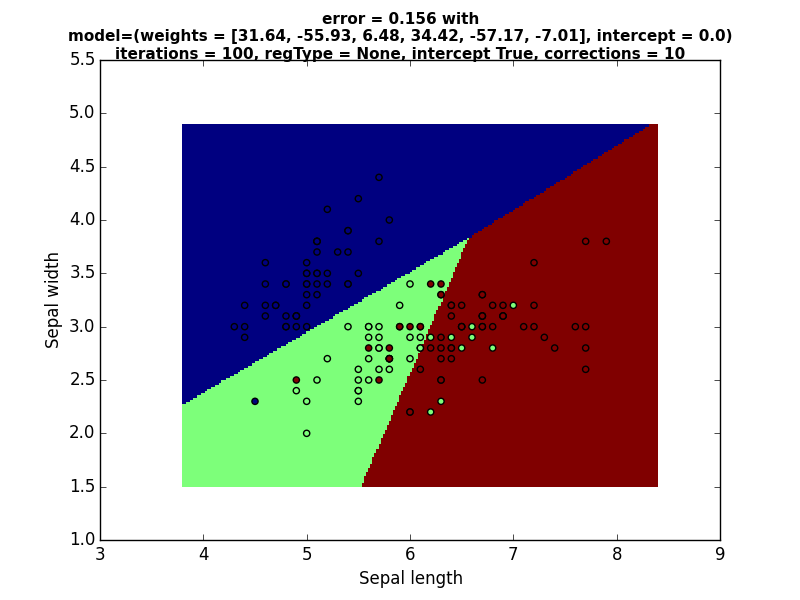 error = 0.156 with
model=(weights = [31.64, -55.93, 6.48, 34.42, -57.17, -7.01], intercept = 0.0)
iterations = 100, regType = None, intercept True, corrections = 10
5.5
5.0
4.5
4.0
3.5
3.0
2.5
2.0
1.5
1.0
Sepal width
3 4 5 6 7 8 9
Sepal length